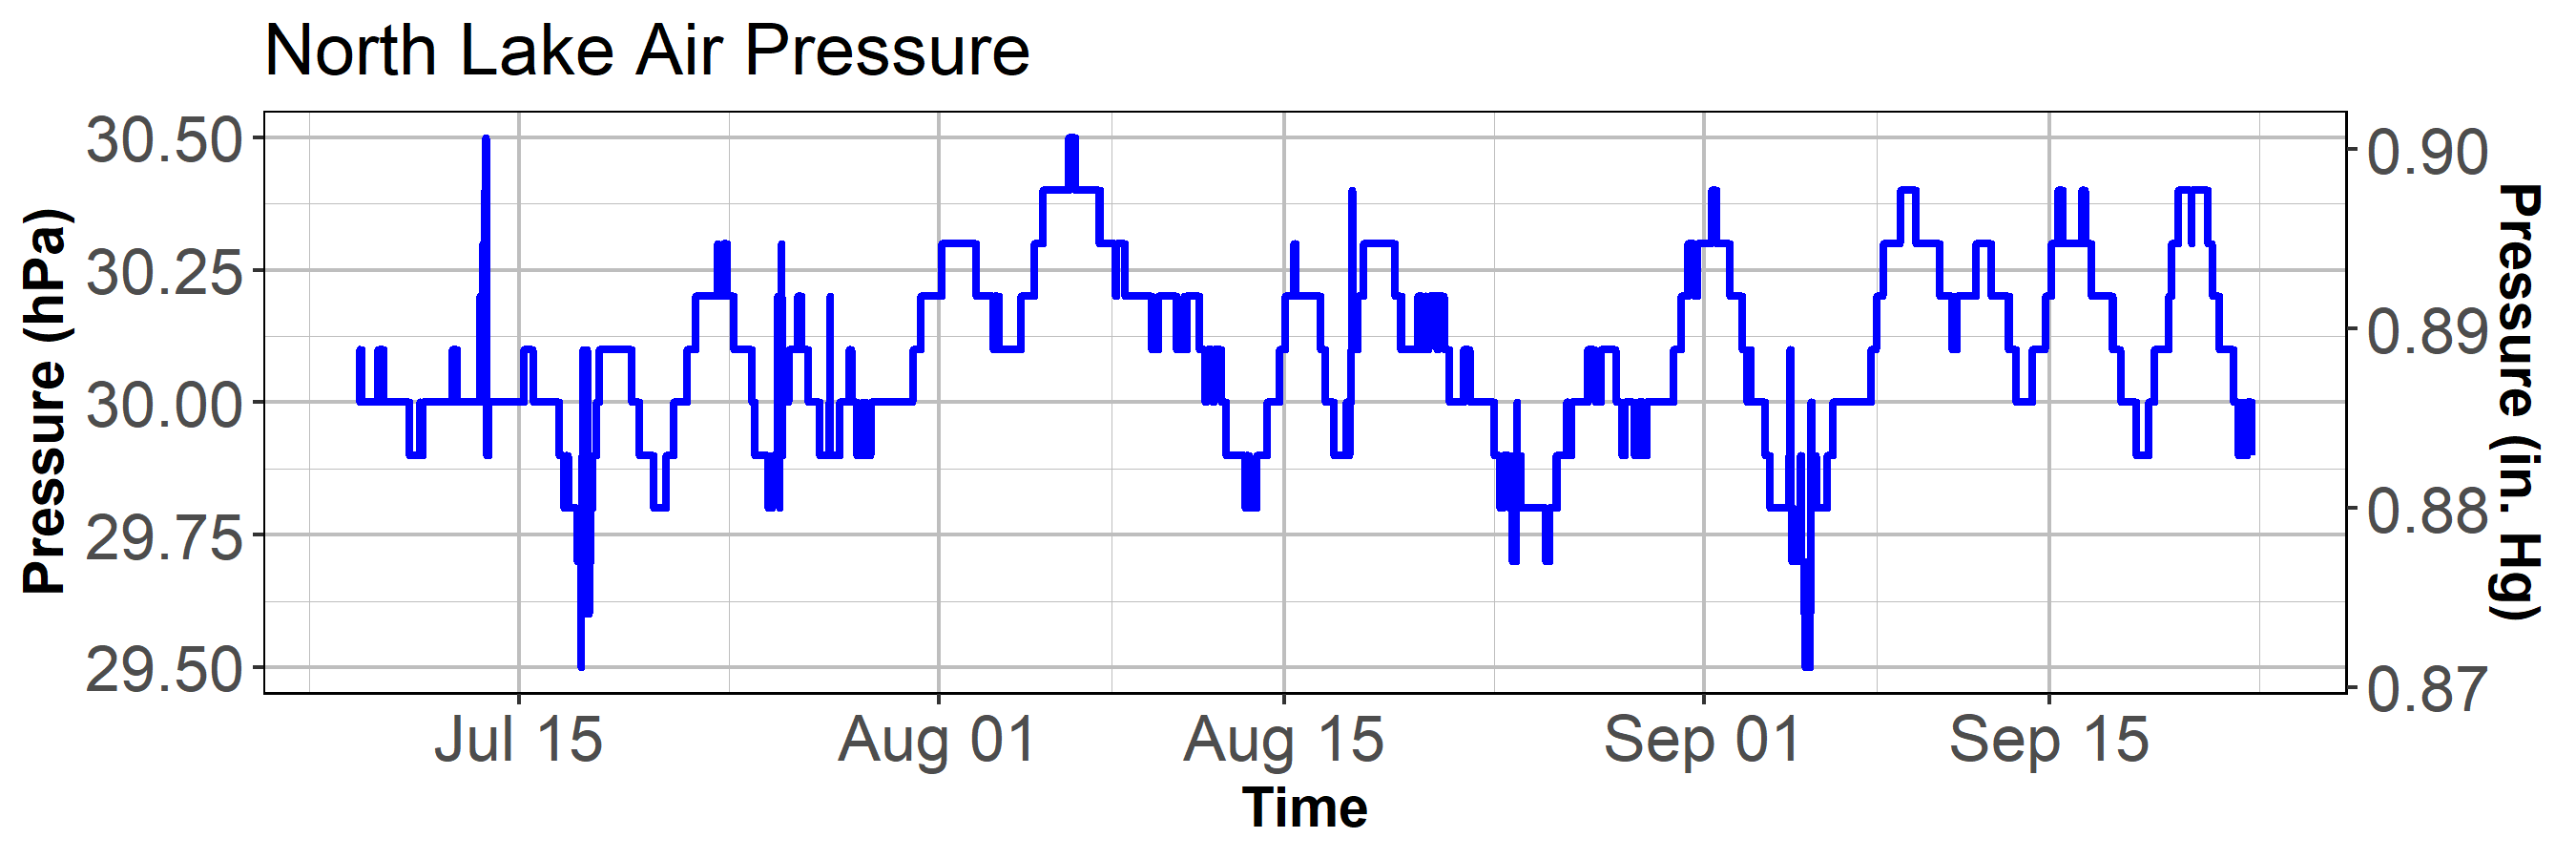 North Lake Air Pressure
Pressure (hPa)
30.50
30.25
30.00
29.75
29.50
0.90
0.89
0.88
0.87
Pressure (in. Hg)
Jul 15 Aug 01 Aug 15 Sep 01 Sep 15
Time